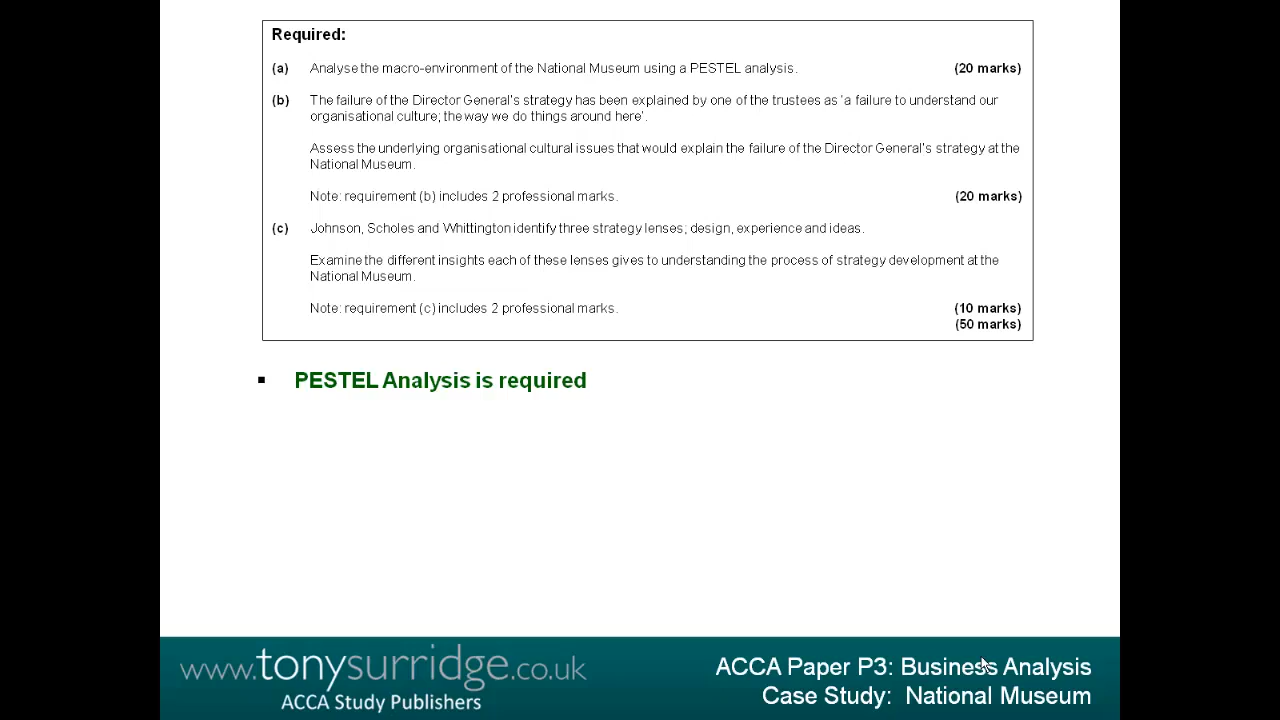 Required:
(a) Analyse the macro-environment of the National Museum using a PESTEL analysis. (20 marks)
(b) The failure of the Director General's strategy has been explained by one of the trustees as 'a failure to understand our
organisational culture; the way we do things around here'.
Assess the underlying organisational cultural issues that would explain the failure of the Director General's strategy at the
National Museum.
Note: requirement (b) includes 2 professional marks. (20 marks)
(c) Johnson, Scholes and Whittington identify three strategy lenses; design, experience and ideas.
Examine the different insights each of these lenses gives to understanding the process of strategy development at the
National Museum.
Note: requirement (c) includes 2 professional marks. (10 marks)
(50 marks)
▪ PESTEL Analysis is required
www.tonysurridge.co.uk
ACCA Study Publishers
ACCA Paper P3: Business Analysis
Case Study: National Museum